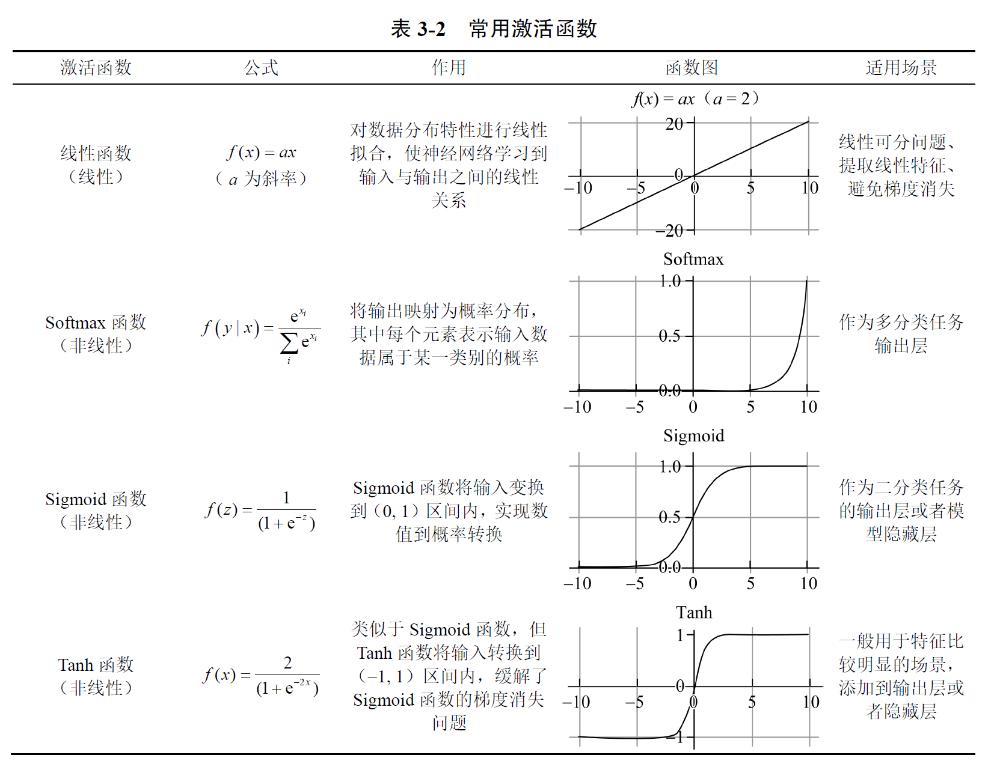 表 3-2 常用激活函数
激活函数 公式 作用 函数图 适用场景
线性函数
（线性）
f(x) = ax
（a 为斜率）
对数据分布特性进行线性
拟合，使神经网络学习到
输入与输出之间的线性
关系
f(x) = ax（a = 2）
20
0
−10 −5 0 5 10
−20
线性可分问题、
提取线性特征、
避免梯度消失
Softmax 函数
（非线性）
f(y | x) = e^{x_i} / ∑_i e^{x_i}
将输出映射为概率分布，
其中每个元素表示输入数
据属于某一类别的概率
Softmax
1.0
0.5
0.0
−10 −5 0 5 10
作为多分类任务
输出层
Sigmoid 函数
（非线性）
f(z) = 1 / (1 + e^{−z})
Sigmoid 函数将输入变换
到（0, 1）区间内，实现数
值到概率转换
Sigmoid
1.0
0.5
0.0
−10 −5 0 5 10
作为二分类任务
的输出层或者模
型隐藏层
Tanh 函数
（非线性）
f(x) = 2 / (1 + e^{−2x})
类似于 Sigmoid 函数，但
Tanh 函数将输入转换到
（−1, 1）区间内，缓解了
Sigmoid 函数的梯度消失
问题
Tanh
1
0
−10 −5 0 5 10
−1
一般用于特征比
较明显的场景，
添加到输出层或
者隐藏层